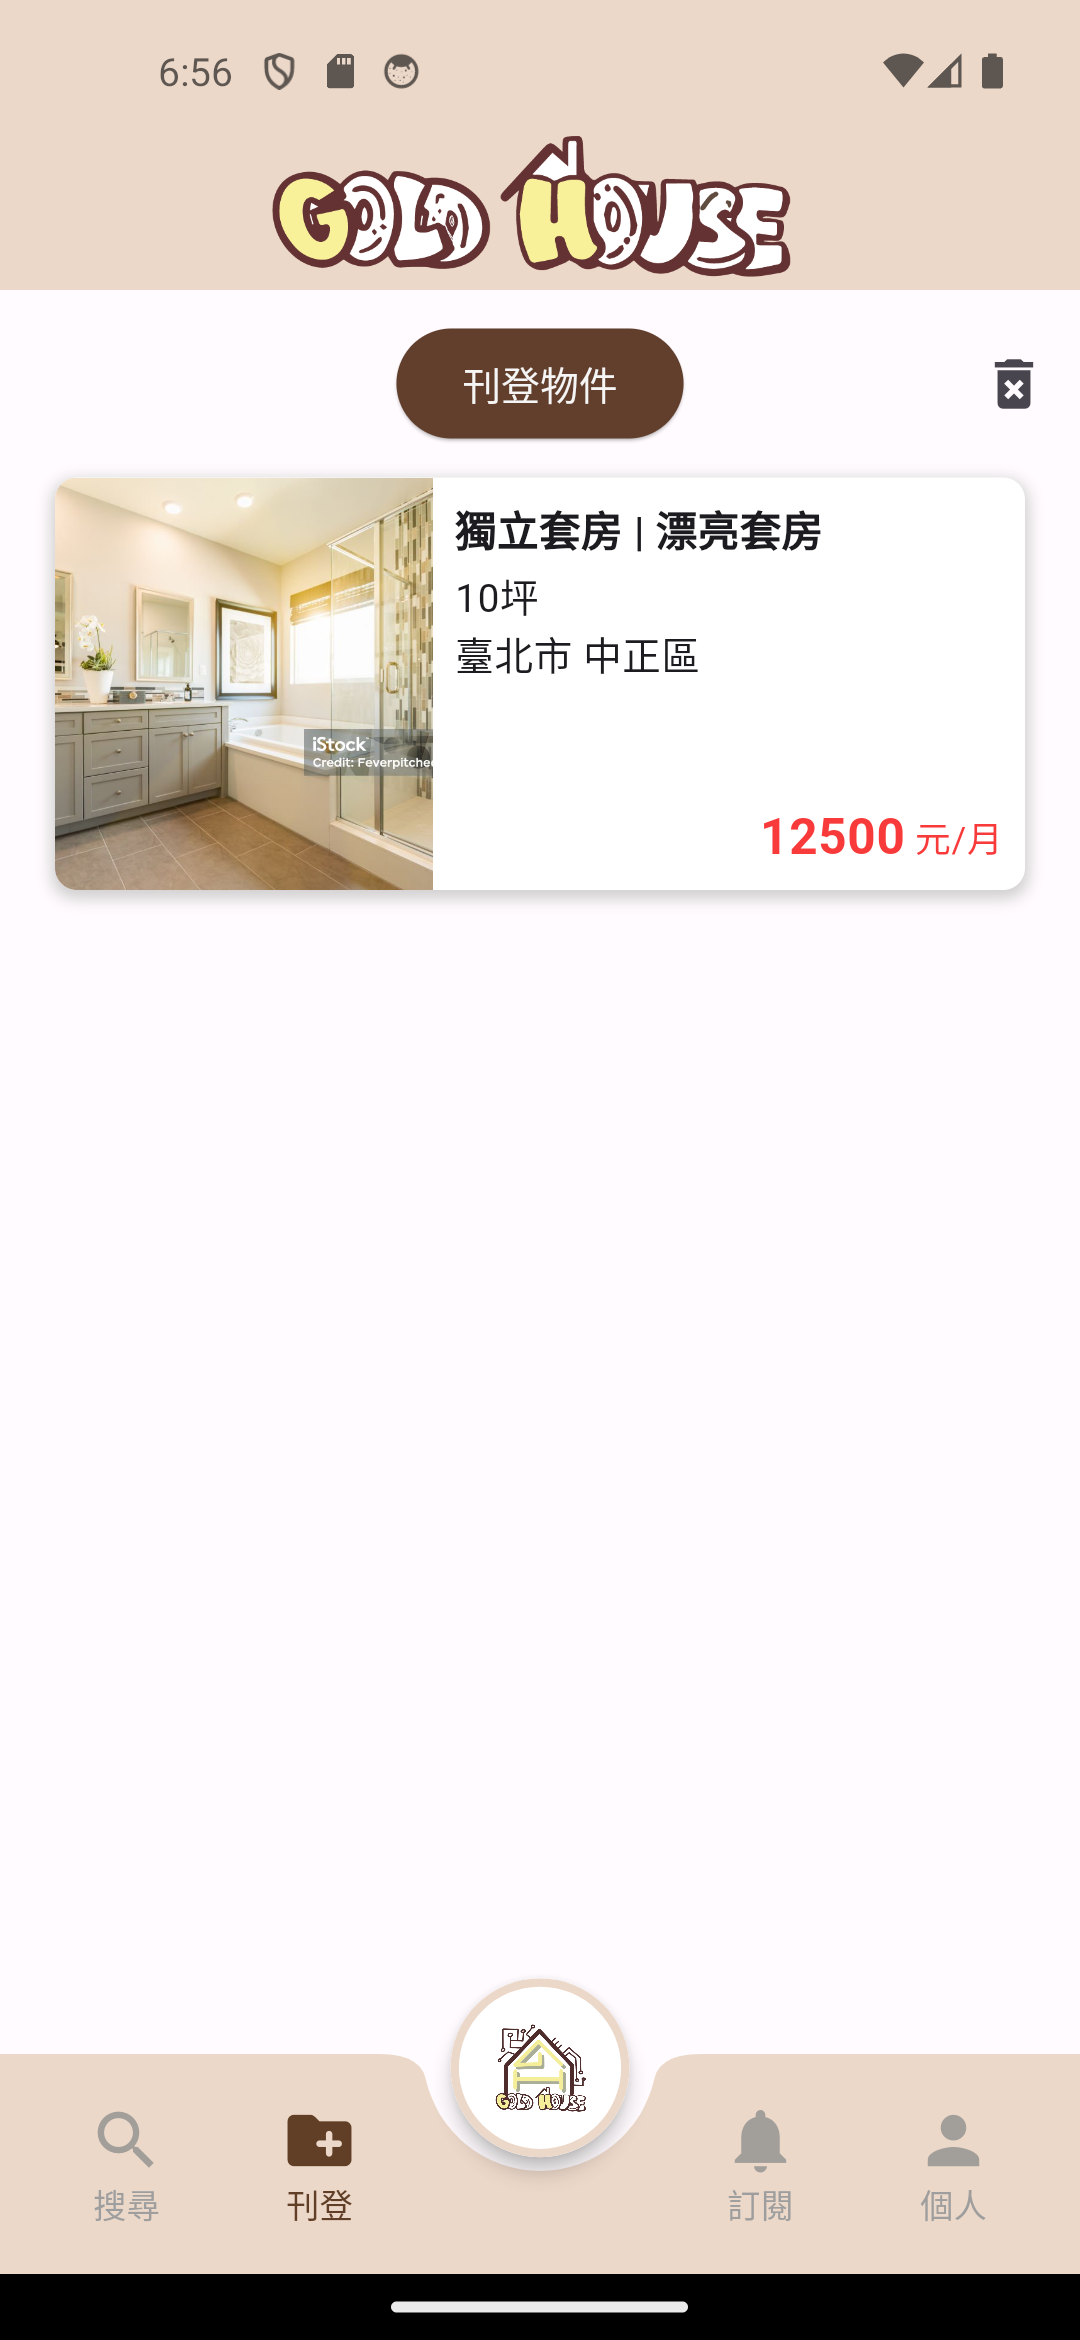 6:56
GOLD HOUSE
刊登物件
獨立套房 | 漂亮套房
10坪
臺北市 中正區
iStock
Credit: Feverpitched
12500 元/月
GOLD HOUSE
搜尋
刊登
訂閱
個人